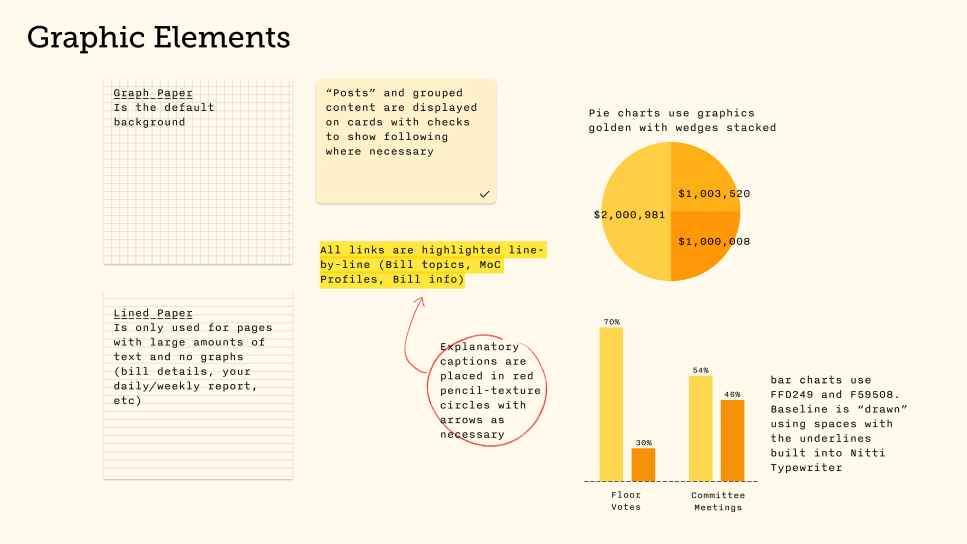 Graphic Elements
Graph Paper
Is the default
background
“Posts” and grouped
content are displayed
on cards with checks
to show following
where necessary
All links are highlighted line-
by-line (Bill topics, MoC
Profiles, Bill info)
Lined Paper
Is only used for pages
with large amounts of
text and no graphs
(bill details, your
daily/weekly report,
etc)
Explanatory
captions are
placed in red
pencil-texture
circles with
arrows as
necessary
Pie charts use graphics
golden with wedges stacked
$1,003,520
$2,000,981
$1,000,008
70%
30%
54%
46%
Floor
Votes
Committee
Meetings
bar charts use
FFD249 and F59508.
Baseline is “drawn”
using spaces with
the underlines
built into Nitti
Typewriter